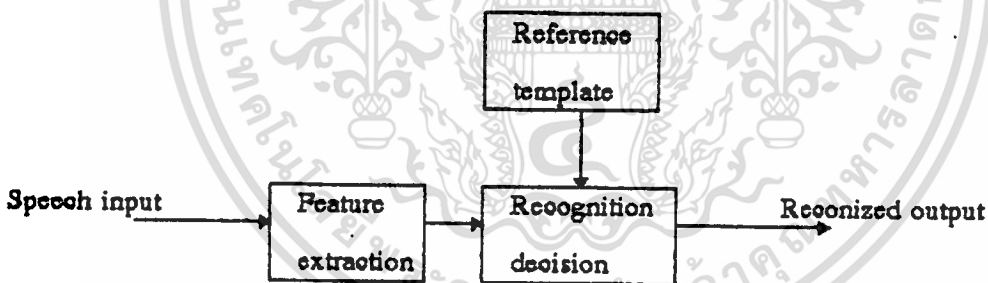 Reference
template
Speech input
Feature
extraction
Recognition
decision
Reconized output